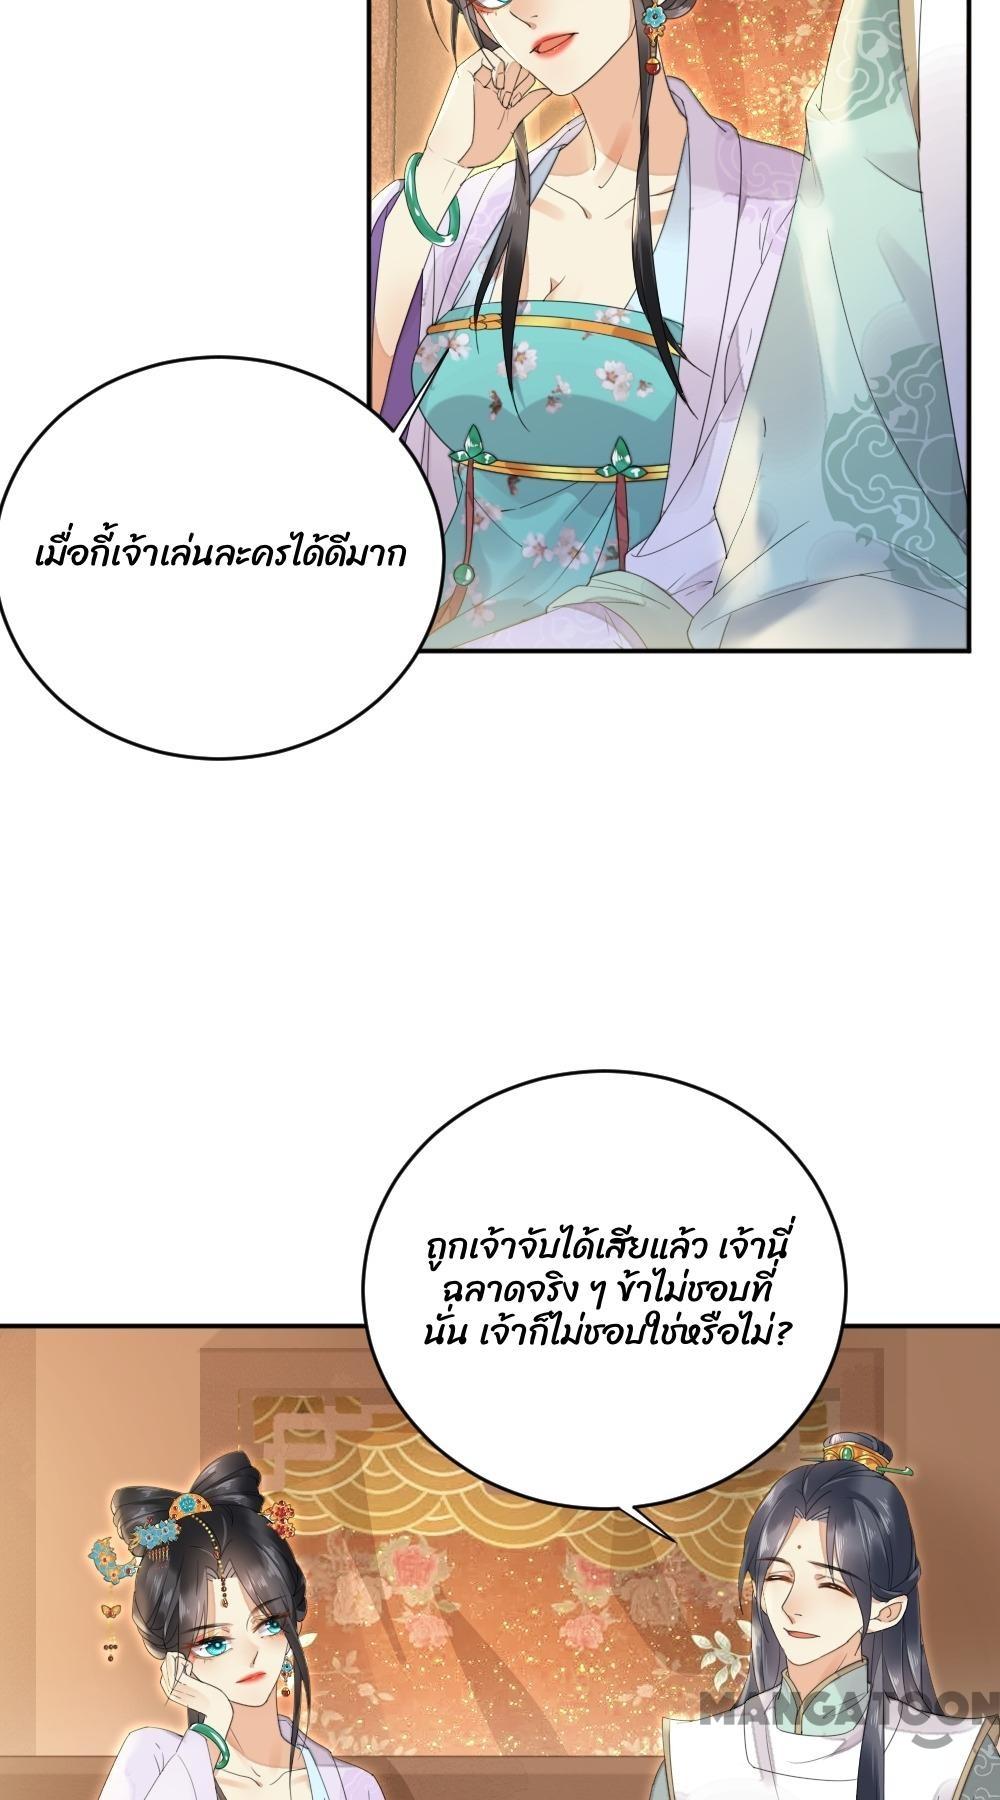 เมื่อกี้เจ้าเล่นละครได้ดีมาก
ถูกเจ้าจับได้เสียแล้ว เจ้านี่
ฉลาดจริง ๆ ข้าไม่ชอบที่
นั่น เจ้าก็ไม่ชอบใช่หรือไม่?
MANGATOON